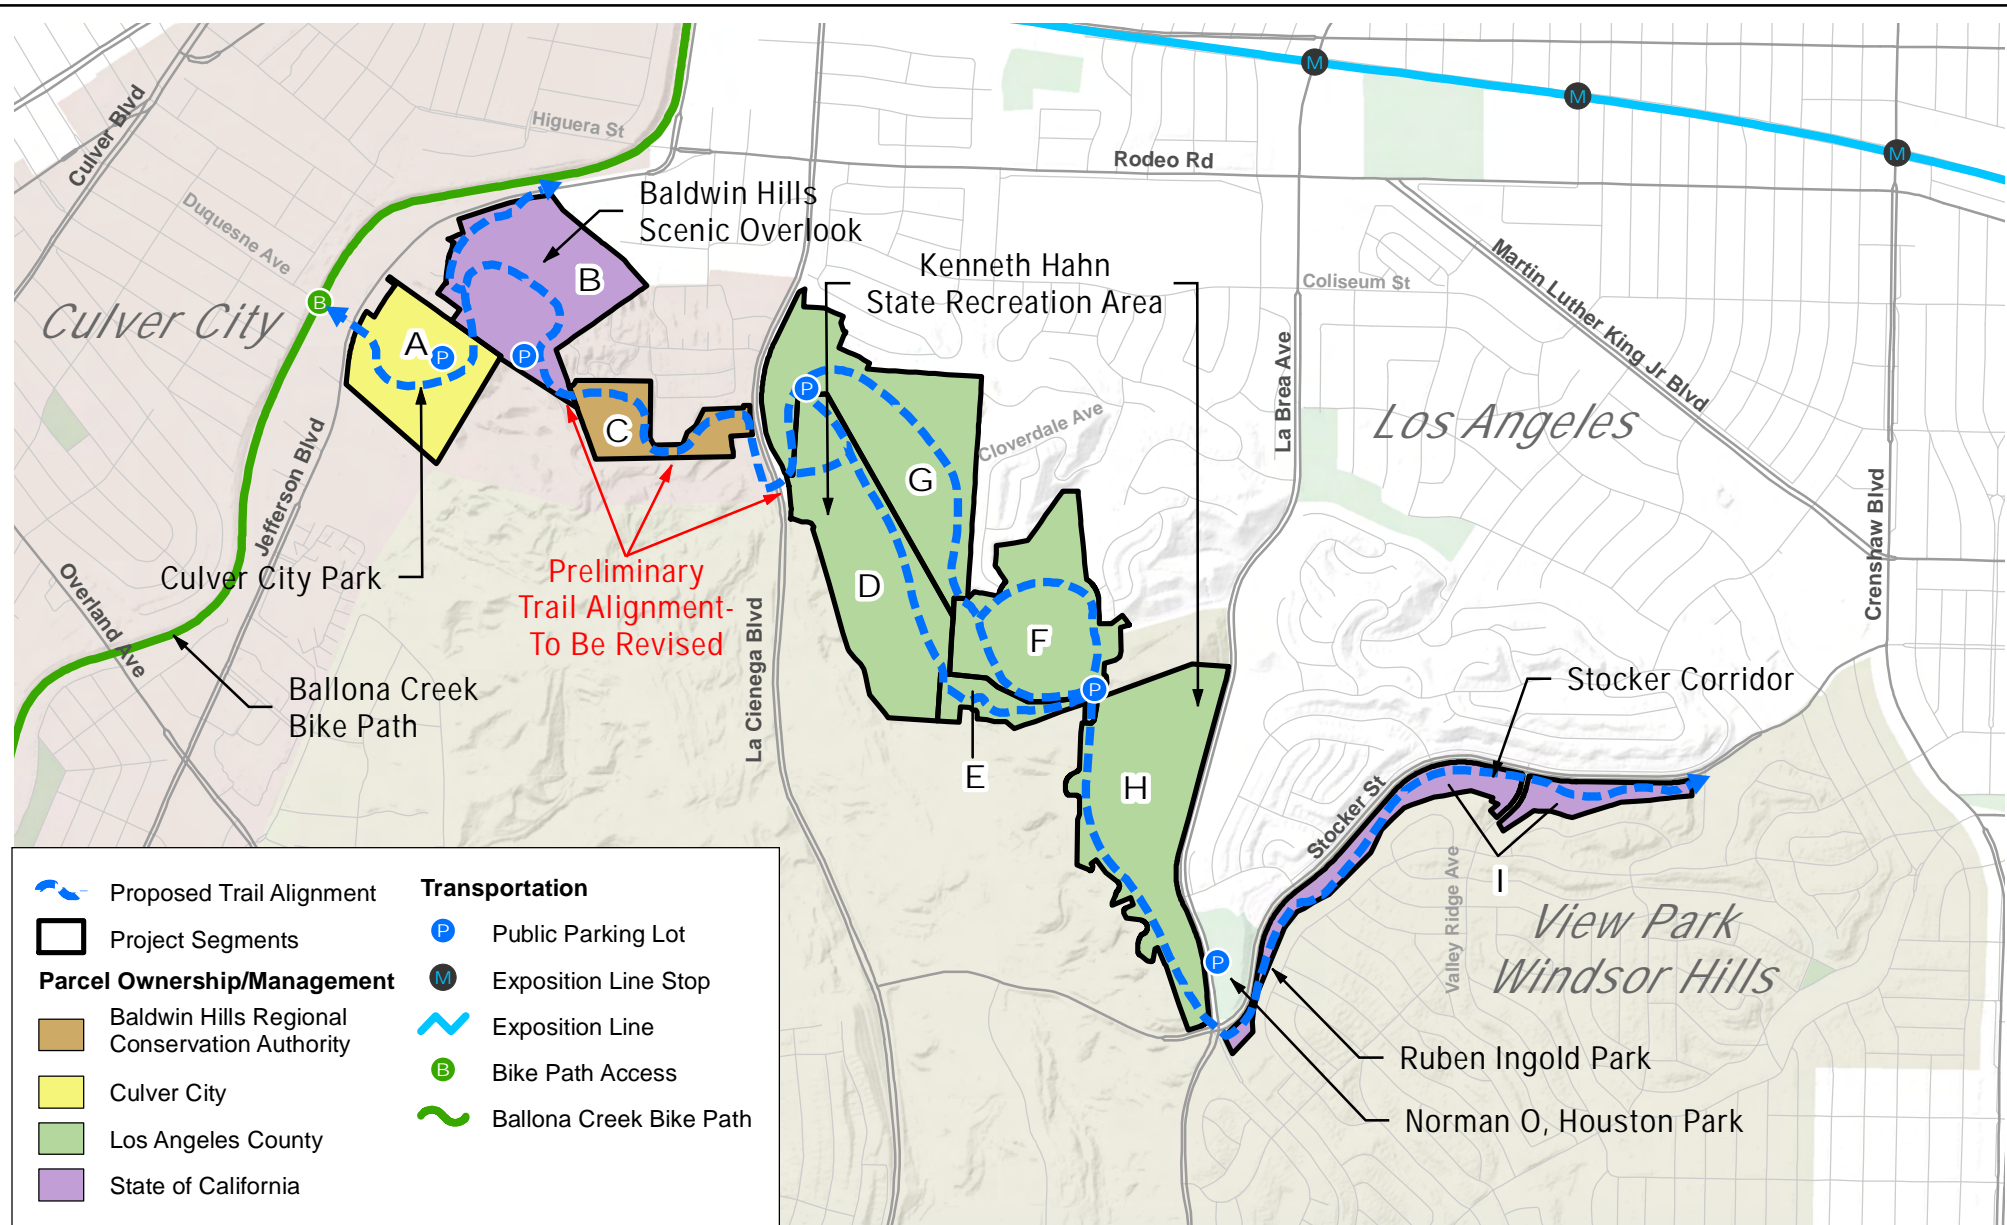 Culver Blvd
Higuera St
Duquesne Ave
Rodeo Rd
M
M
M
Baldwin Hills
Scenic Overlook
Kenneth Hahn
State Recreation Area
Coliseum St
Martin Luther King Jr Blvd
Culver City
B
B
A
P
P
P
C
G
Cloverdale Ave
La Brea Ave
Los Angeles
Crenshaw Blvd
Jefferson Blvd
Overland Ave
Culver City Park
Preliminary
Trail Alignment-
To Be Revised
La Cienega Blvd
D
F
P
E
H
Ballona Creek
Bike Path
Stocker Corridor
Stocker St
I
Valley Ridge Ave
View Park
Windsor Hills
P
Ruben Ingold Park
Norman O, Houston Park
Proposed Trail Alignment
Project Segments
Parcel Ownership/Management
Baldwin Hills Regional
Conservation Authority
Culver City
Los Angeles County
State of California
Transportation
P
Public Parking Lot
M
Exposition Line Stop
Exposition Line
B
Bike Path Access
Ballona Creek Bike Path